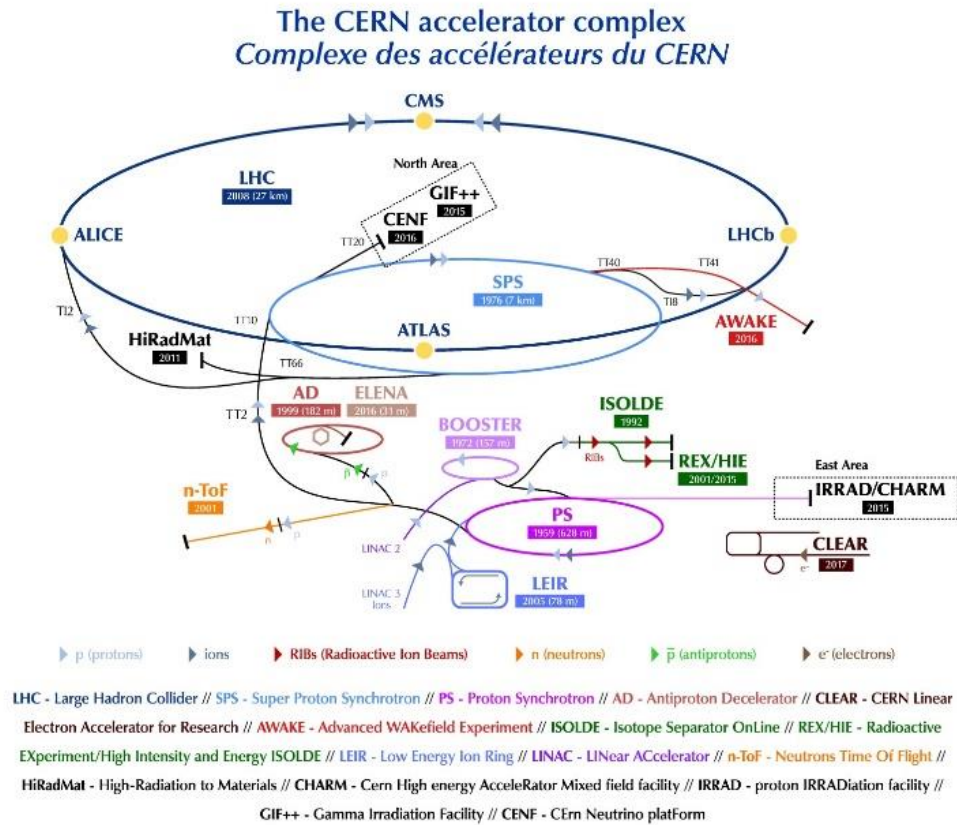 The CERN accelerator complex
Complexe des accélérateurs du CERN
CMS
North Area
LHC
2008 (27 km)
GIF++
2015
CENF
2016
ALICE
TT20
LHCb
TT40
TT41
SPS
1976 (7 km)
TI2
TI8
TT10
ATLAS
AWAKE
2016
HiRadMat
2011
TT66
AD
1999 (182 m)
ELENA
2016 (31 m)
TT2
BOOSTER
1972 (157 m)
ISOLDE
1992
RIBs
REX/HIE
2001/2015
p̄
p
East Area
n-ToF
2001
IRRAD/CHARM
2015
PS
1959 (628 m)
n
p
LINAC 2
CLEAR
2017
e-
LEIR
2005 (78 m)
LINAC 3
Ions
p (protons)
ions
RIBs (Radioactive Ion Beams)
n (neutrons)
p̄ (antiprotons)
e- (electrons)
LHC - Large Hadron Collider // SPS - Super Proton Synchrotron // PS - Proton Synchrotron // AD - Antiproton Decelerator // CLEAR - CERN Linear
Electron Accelerator for Research // AWAKE - Advanced WAKefield Experiment // ISOLDE - Isotope Separator OnLine // REX/HIE - Radioactive
EXperiment/High Intensity and Energy ISOLDE // LEIR - Low Energy Ion Ring // LINAC - LINear ACcelerator // n-ToF - Neutrons Time Of Flight //
HiRadMat - High-Radiation to Materials // CHARM - Cern High energy AcceleRator Mixed field facility // IRRAD - proton IRRADiation facility //
GIF++ - Gamma Irradiation Facility // CENF - CErn Neutrino platForm